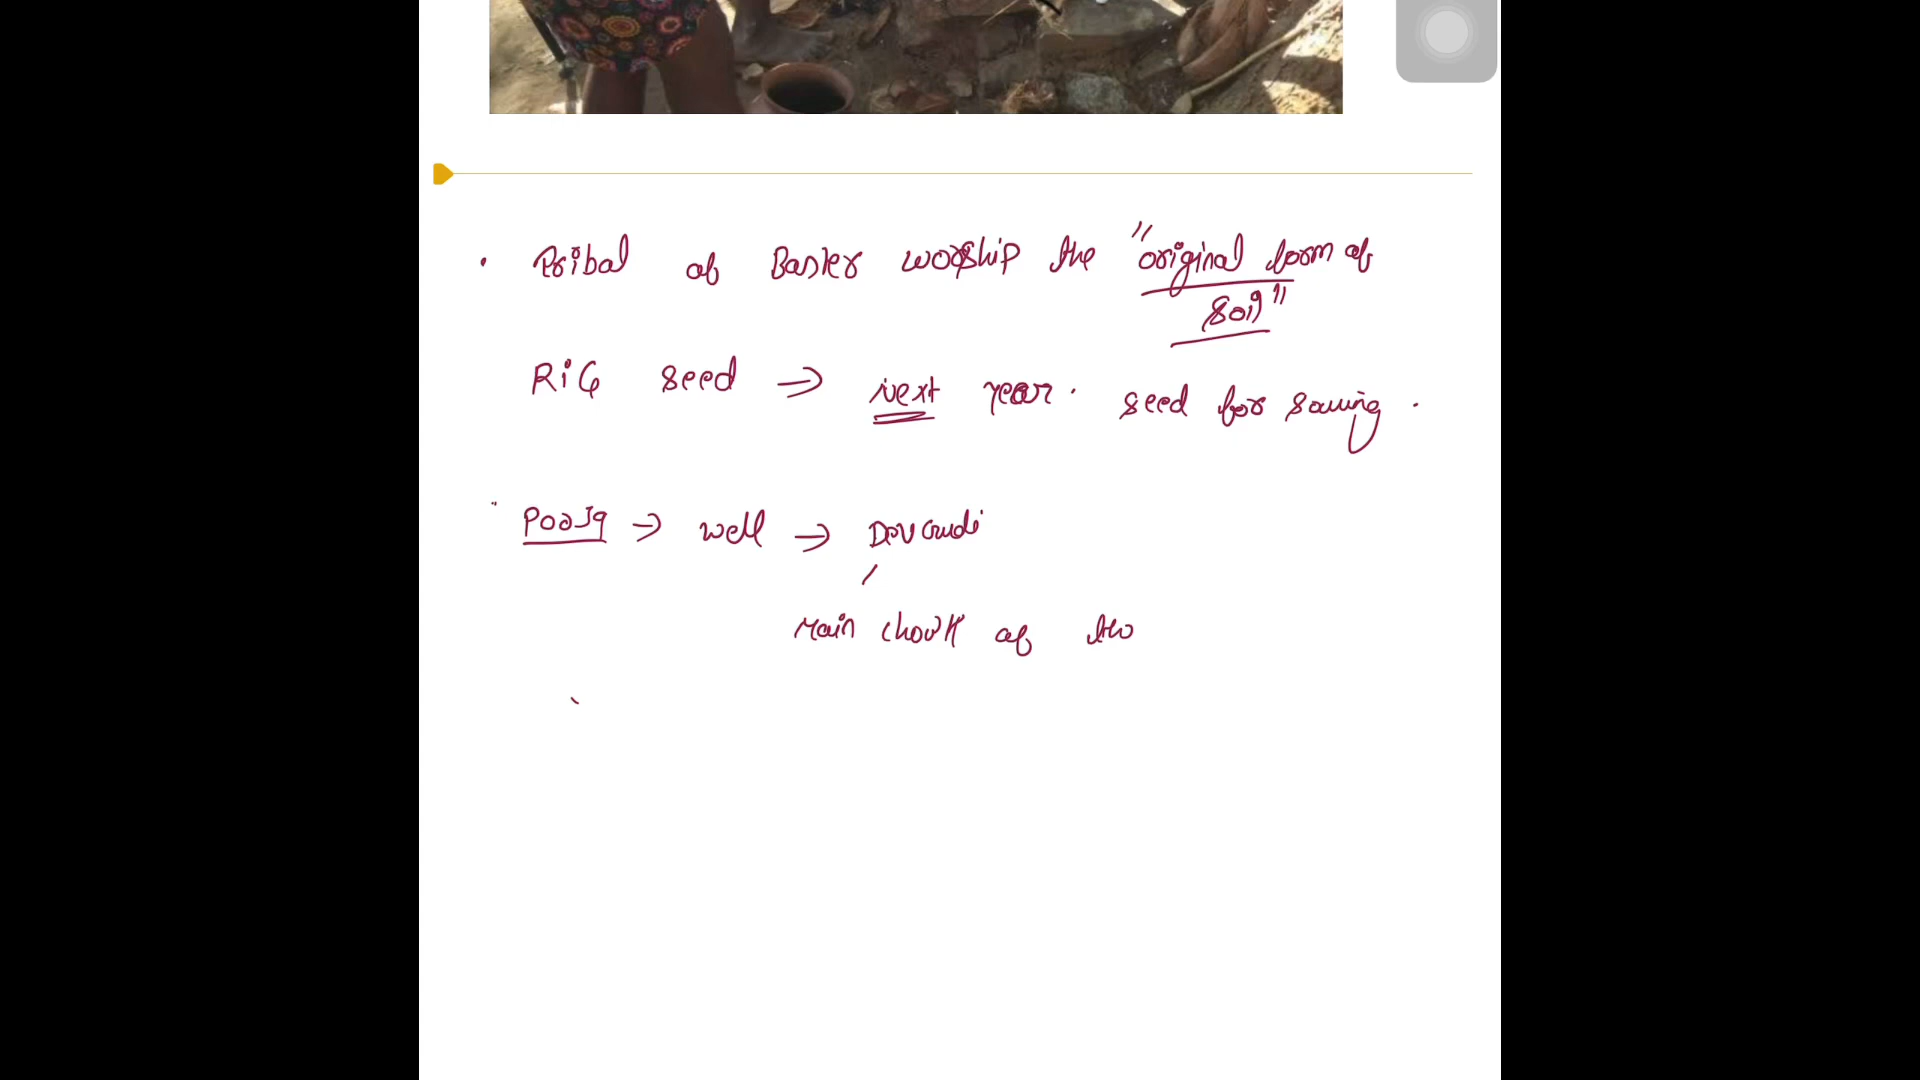 • Tribal of Baster worship the "original form of
soil"
RiG seed → Next year. seed for sowing.
Pooja → well → Devgudi
Main chowk of the